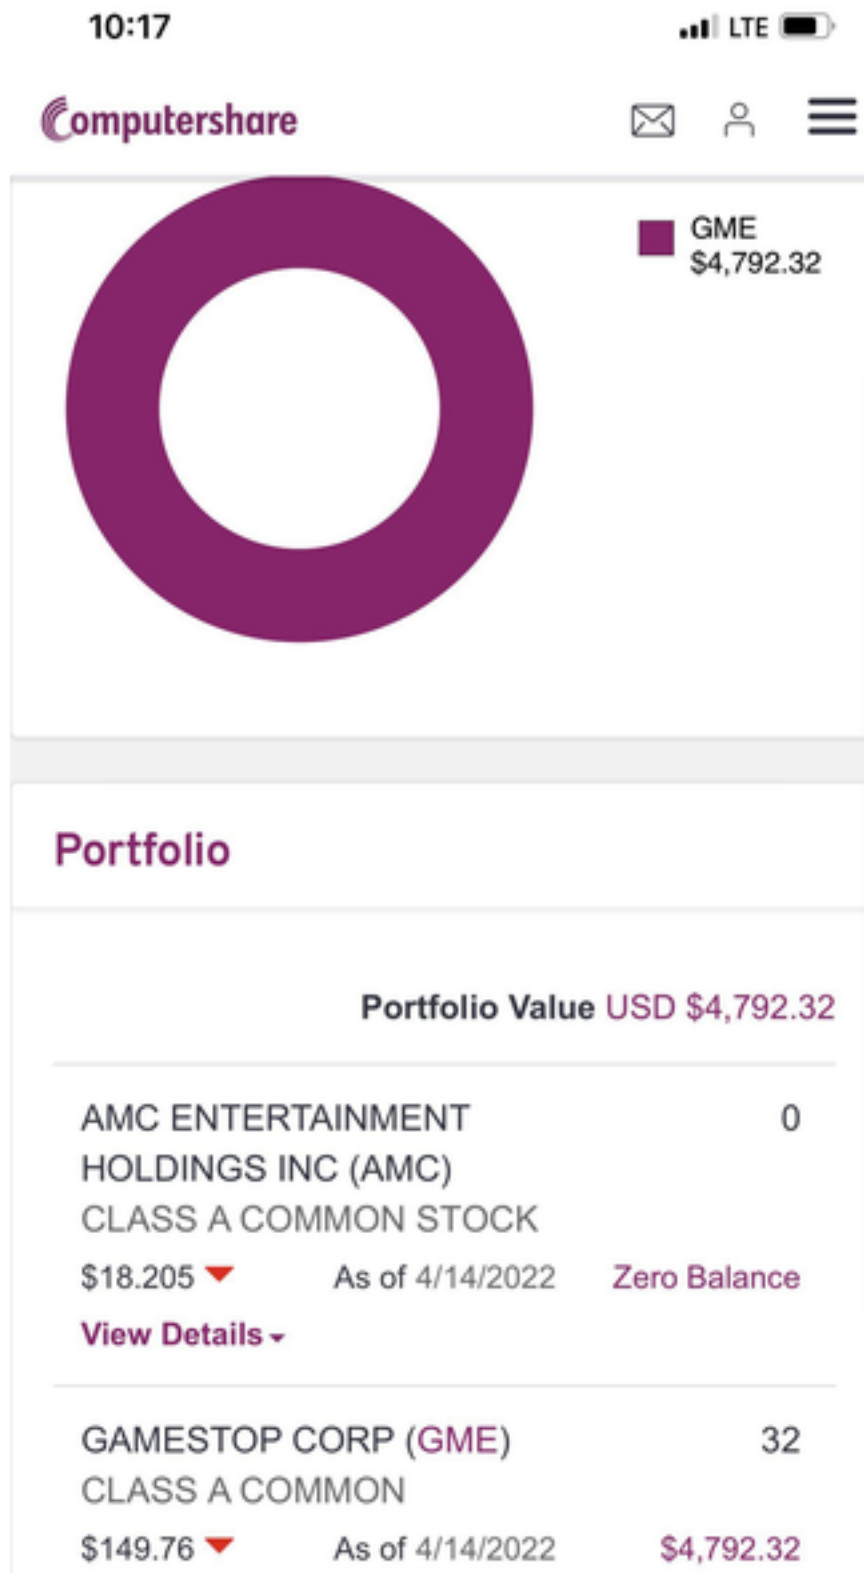 10:17 LTE
Computershare
GME
$4,792.32
Portfolio
Portfolio Value USD $4,792.32
AMC ENTERTAINMENT 0
HOLDINGS INC (AMC)
CLASS A COMMON STOCK
$18.205 As of 4/14/2022 Zero Balance
View Details
GAMESTOP CORP (GME) 32
CLASS A COMMON
$149.76 As of 4/14/2022 $4,792.32